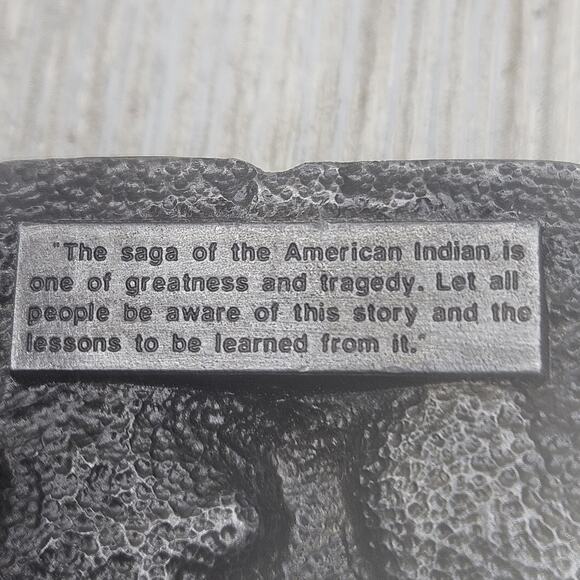 "The saga of the American Indian is
one of greatness and tragedy. Let all
people be aware of this story and the
lessons to be learned from it."